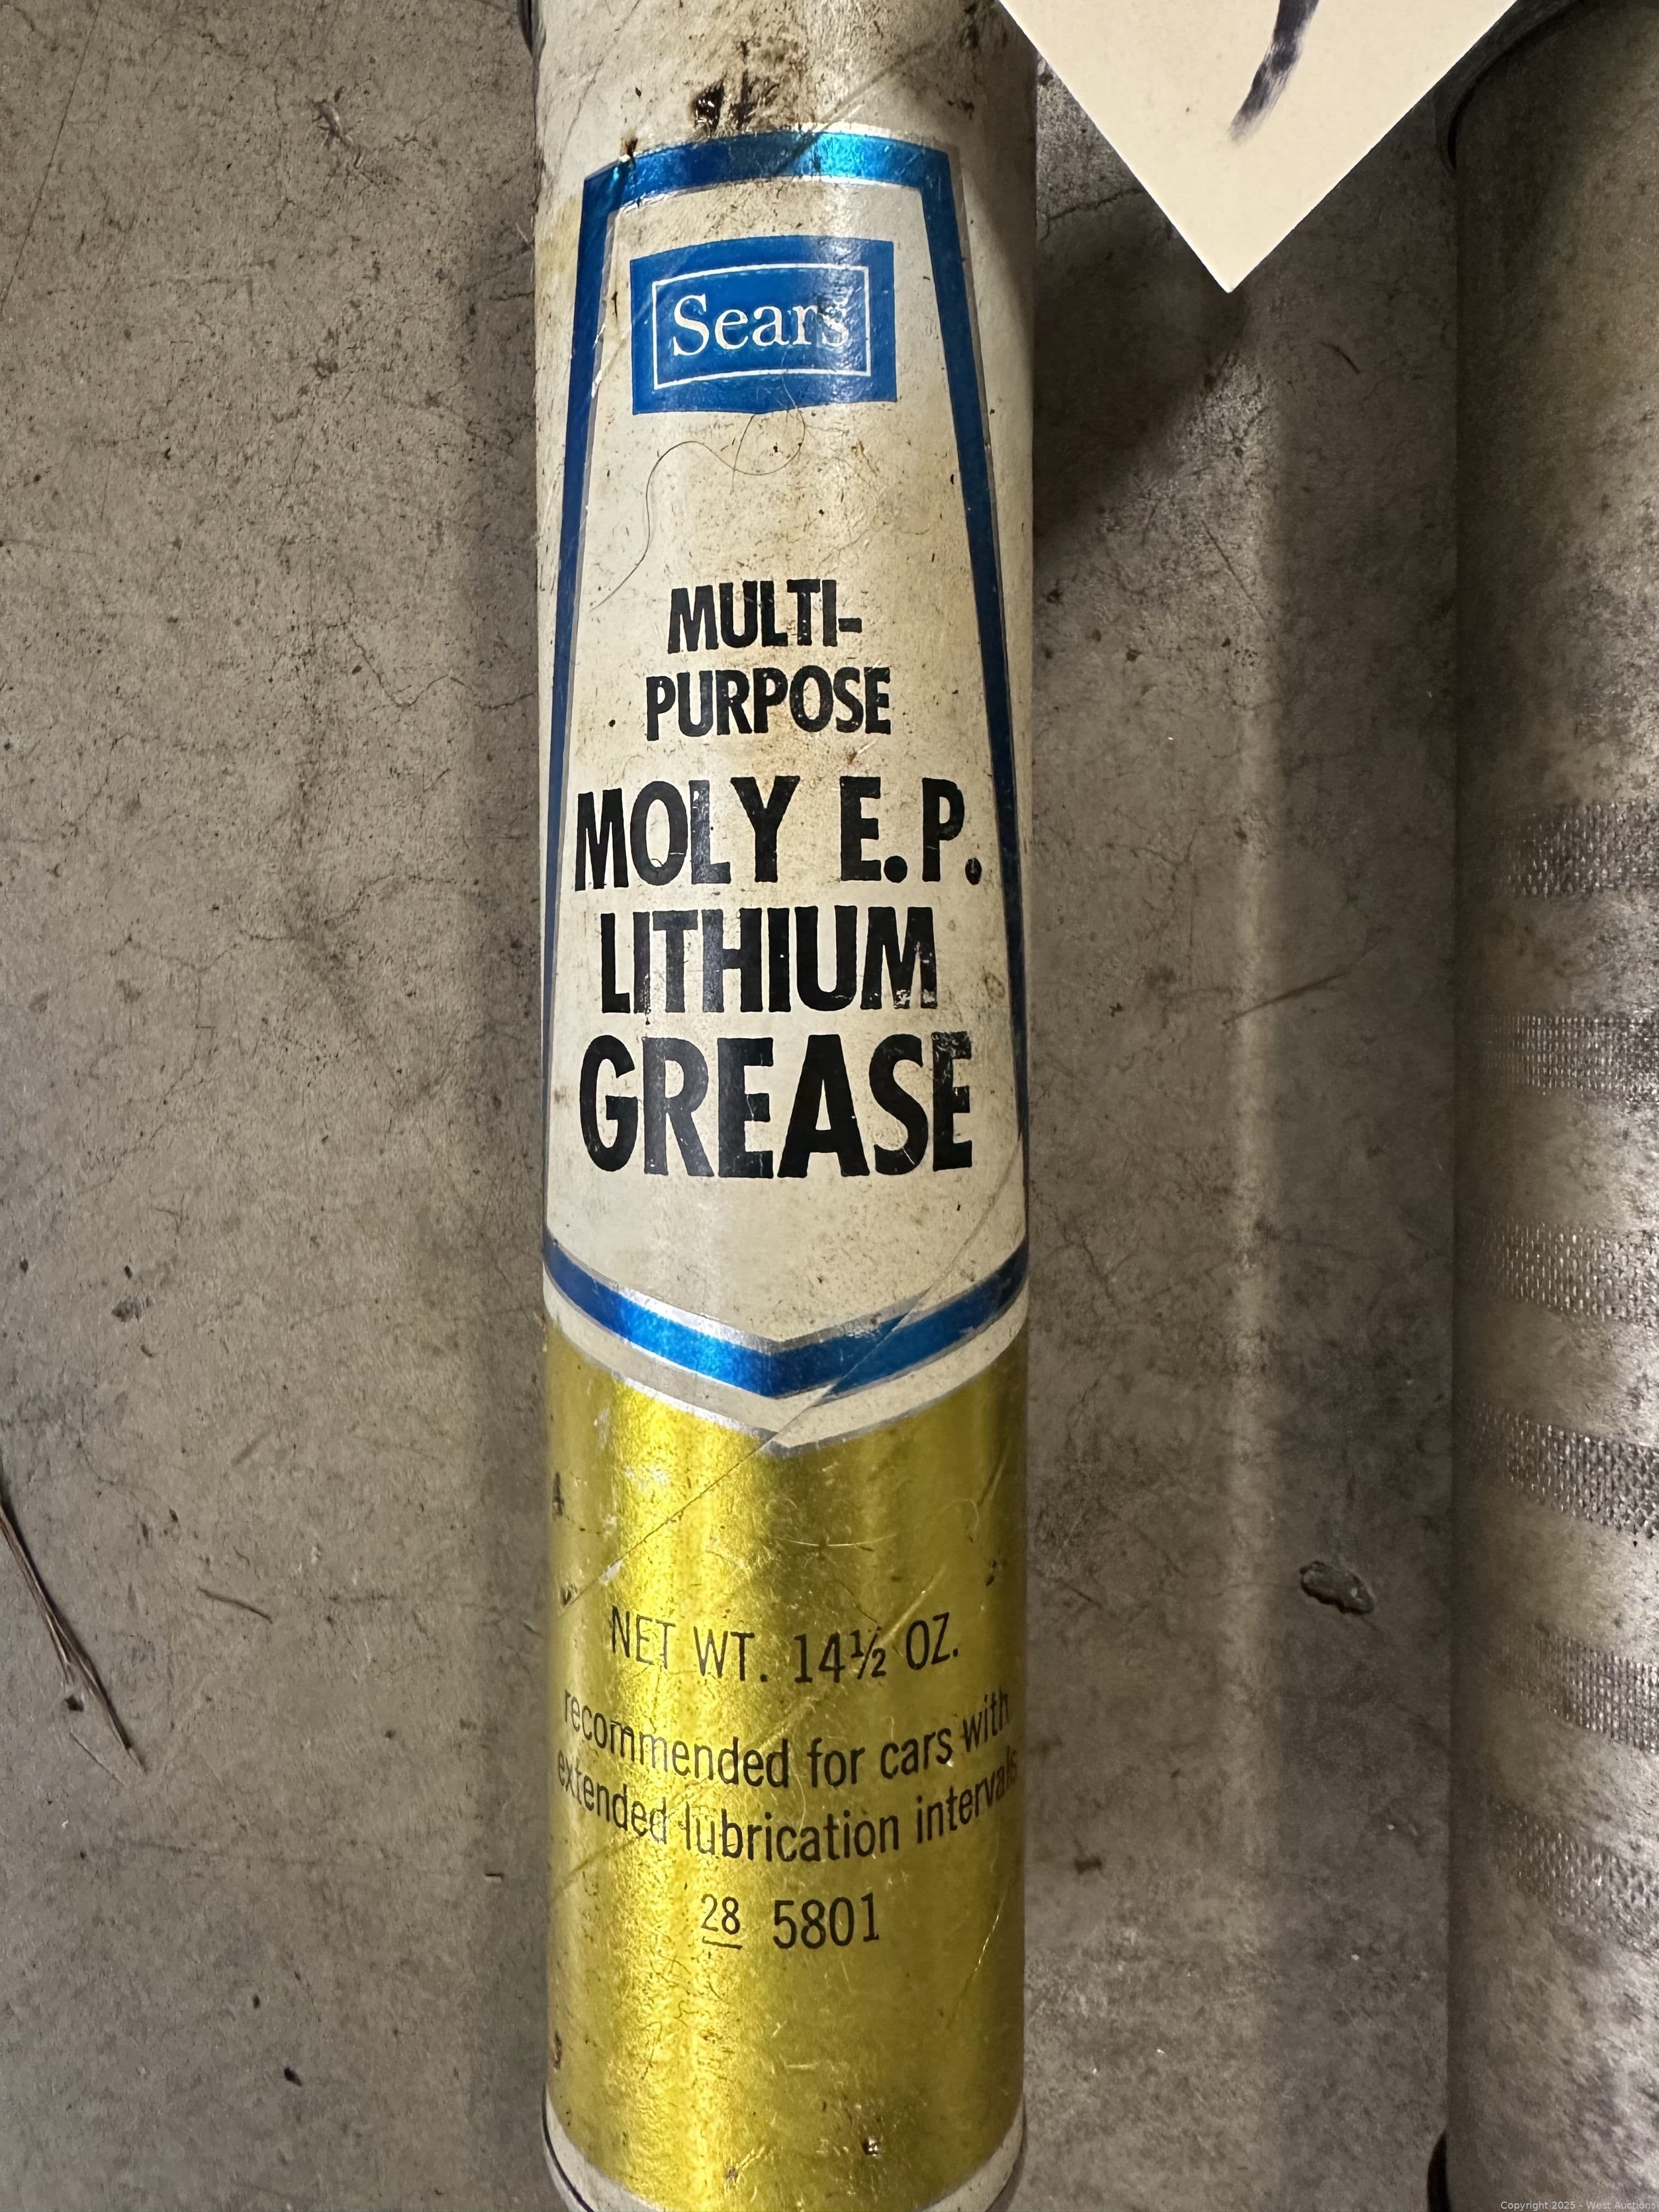 Sears
MULTI-
PURPOSE
MOLY E.P.
LITHIUM
GREASE
NET WT. 14½ OZ.
recommended for cars with
extended lubrication intervals
28 5801
Copyright 2025 - West Auctions